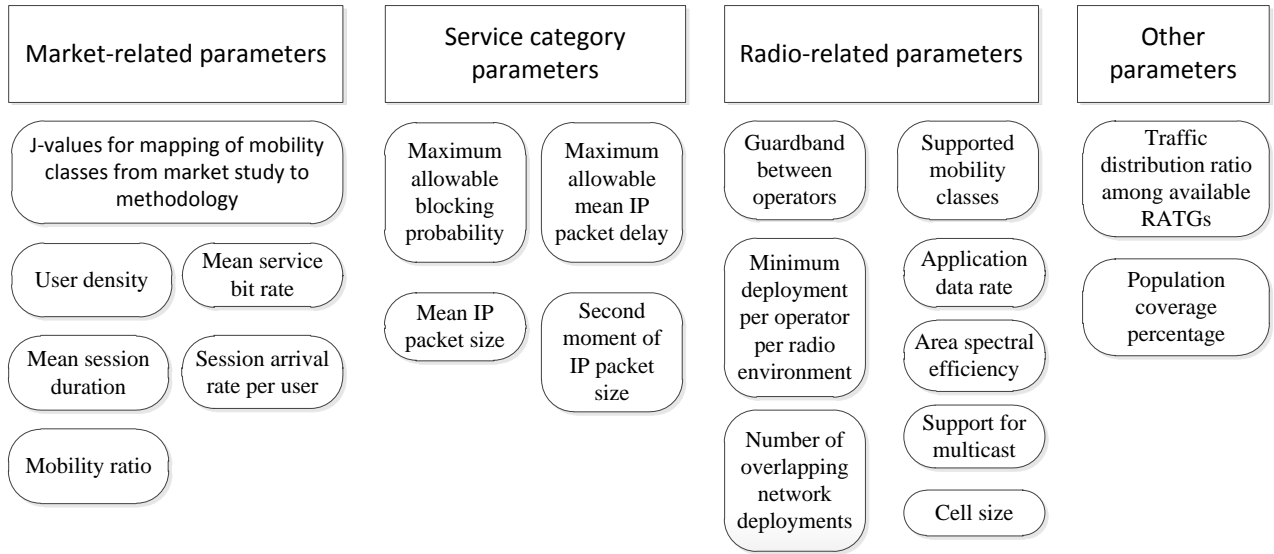 Market-related parameters
J-values for mapping of mobility
classes from market study to
methodology
User density
Mean service
bit rate
Mean session
duration
Session arrival
rate per user
Mobility ratio
Service category
parameters
Maximum
allowable
blocking
probability
Maximum
allowable
mean IP
packet delay
Mean IP
packet size
Second
moment of
IP packet
size
Radio-related parameters
Guardband
between
operators
Supported
mobility
classes
Minimum
deployment
per operator
per radio
environment
Application
data rate
Area spectral
efficiency
Number of
overlapping
network
deployments
Support for
multicast
Cell size
Other
parameters
Traffic
distribution ratio
among available
RATGs
Population
coverage
percentage